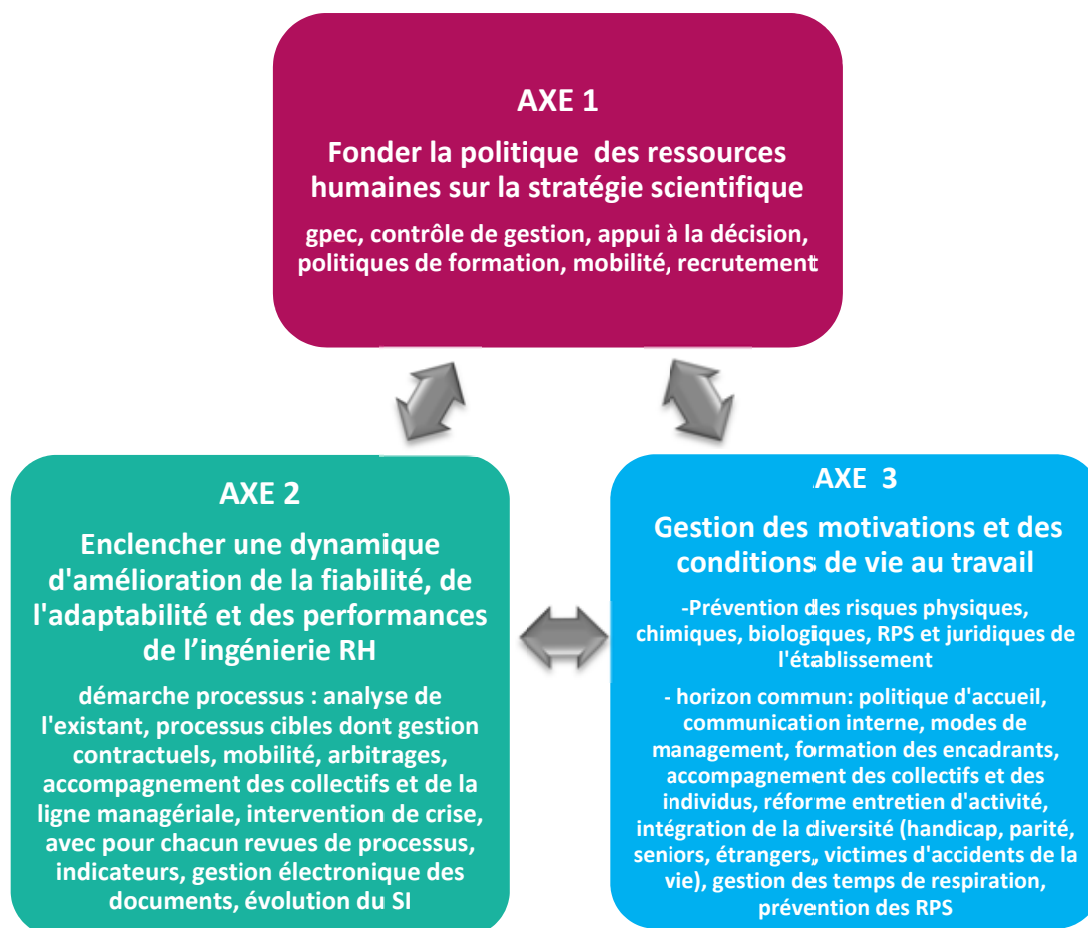 AXE 1
Fonder la politique des ressources
humaines sur la stratégie scientifique
gpec, contrôle de gestion, appui à la décision,
politiques de formation, mobilité, recrutement
AXE 2
Enclencher une dynamique
d'amélioration de la fiabilité, de
l'adaptabilité et des performances
de l’ingénierie RH
démarche processus : analyse de
l'existant, processus cibles dont gestion
contractuels, mobilité, arbitrages,
accompagnement des collectifs et de la
ligne managériale, intervention de crise,
avec pour chacun revues de processus,
indicateurs, gestion électronique des
documents, évolution du SI
AXE 3
Gestion des motivations et des
conditions de vie au travail
-Prévention des risques physiques,
chimiques, biologiques, RPS et juridiques de
l'établissement
- horizon commun: politique d'accueil,
communication interne, modes de
management, formation des encadrants,
accompagnement des collectifs et des
individus, réforme entretien d'activité,
intégration de la diversité (handicap, parité,
seniors, étrangers, victimes d'accidents de la
vie), gestion des temps de respiration,
prévention des RPS